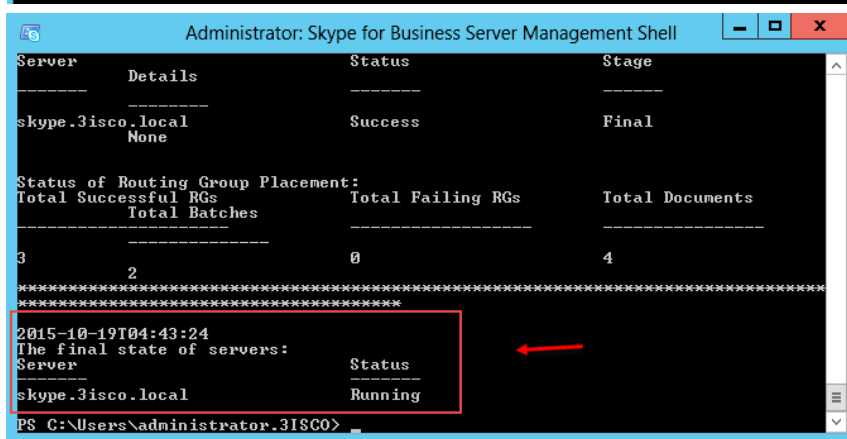 Administrator: Skype for Business Server Management Shell
Server Status Stage
Details
------- ------- ------
--------
skype.3isco.local Success Final
None
Status of Routing Group Placement:
Total Successful RGs Total Failing RGs Total Documents
Total Batches
--------------------- ------------------ ----------------
--------------
3 0 4
2
********************************************************************************
**************************************
2015-10-19T04:43:24
The final state of servers:
Server Status
------- -------
skype.3isco.local Running
PS C:\Users\administrator.3ISCO> _